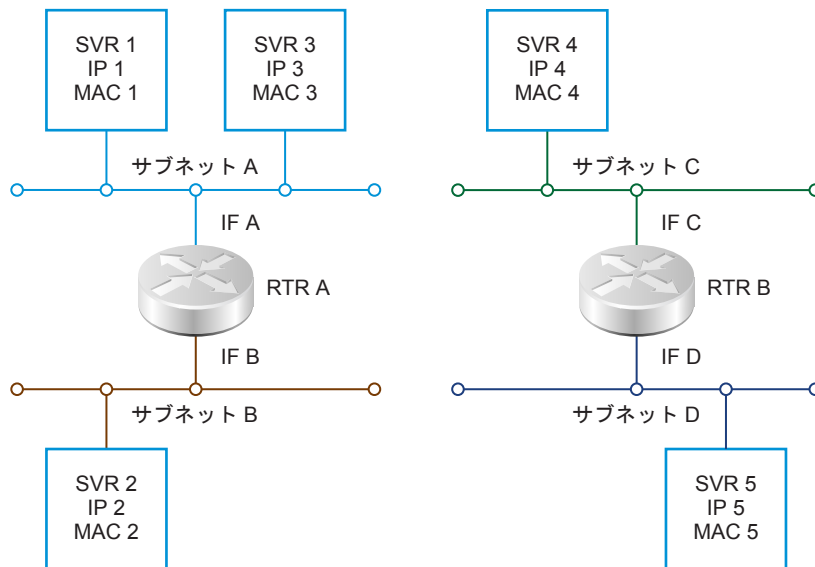 SVR 1
IP 1
MAC 1
SVR 3
IP 3
MAC 3
SVR 4
IP 4
MAC 4
サブネット A
サブネット C
IF A
IF C
RTR A
RTR B
IF B
IF D
サブネット B
サブネット D
SVR 2
IP 2
MAC 2
SVR 5
IP 5
MAC 5